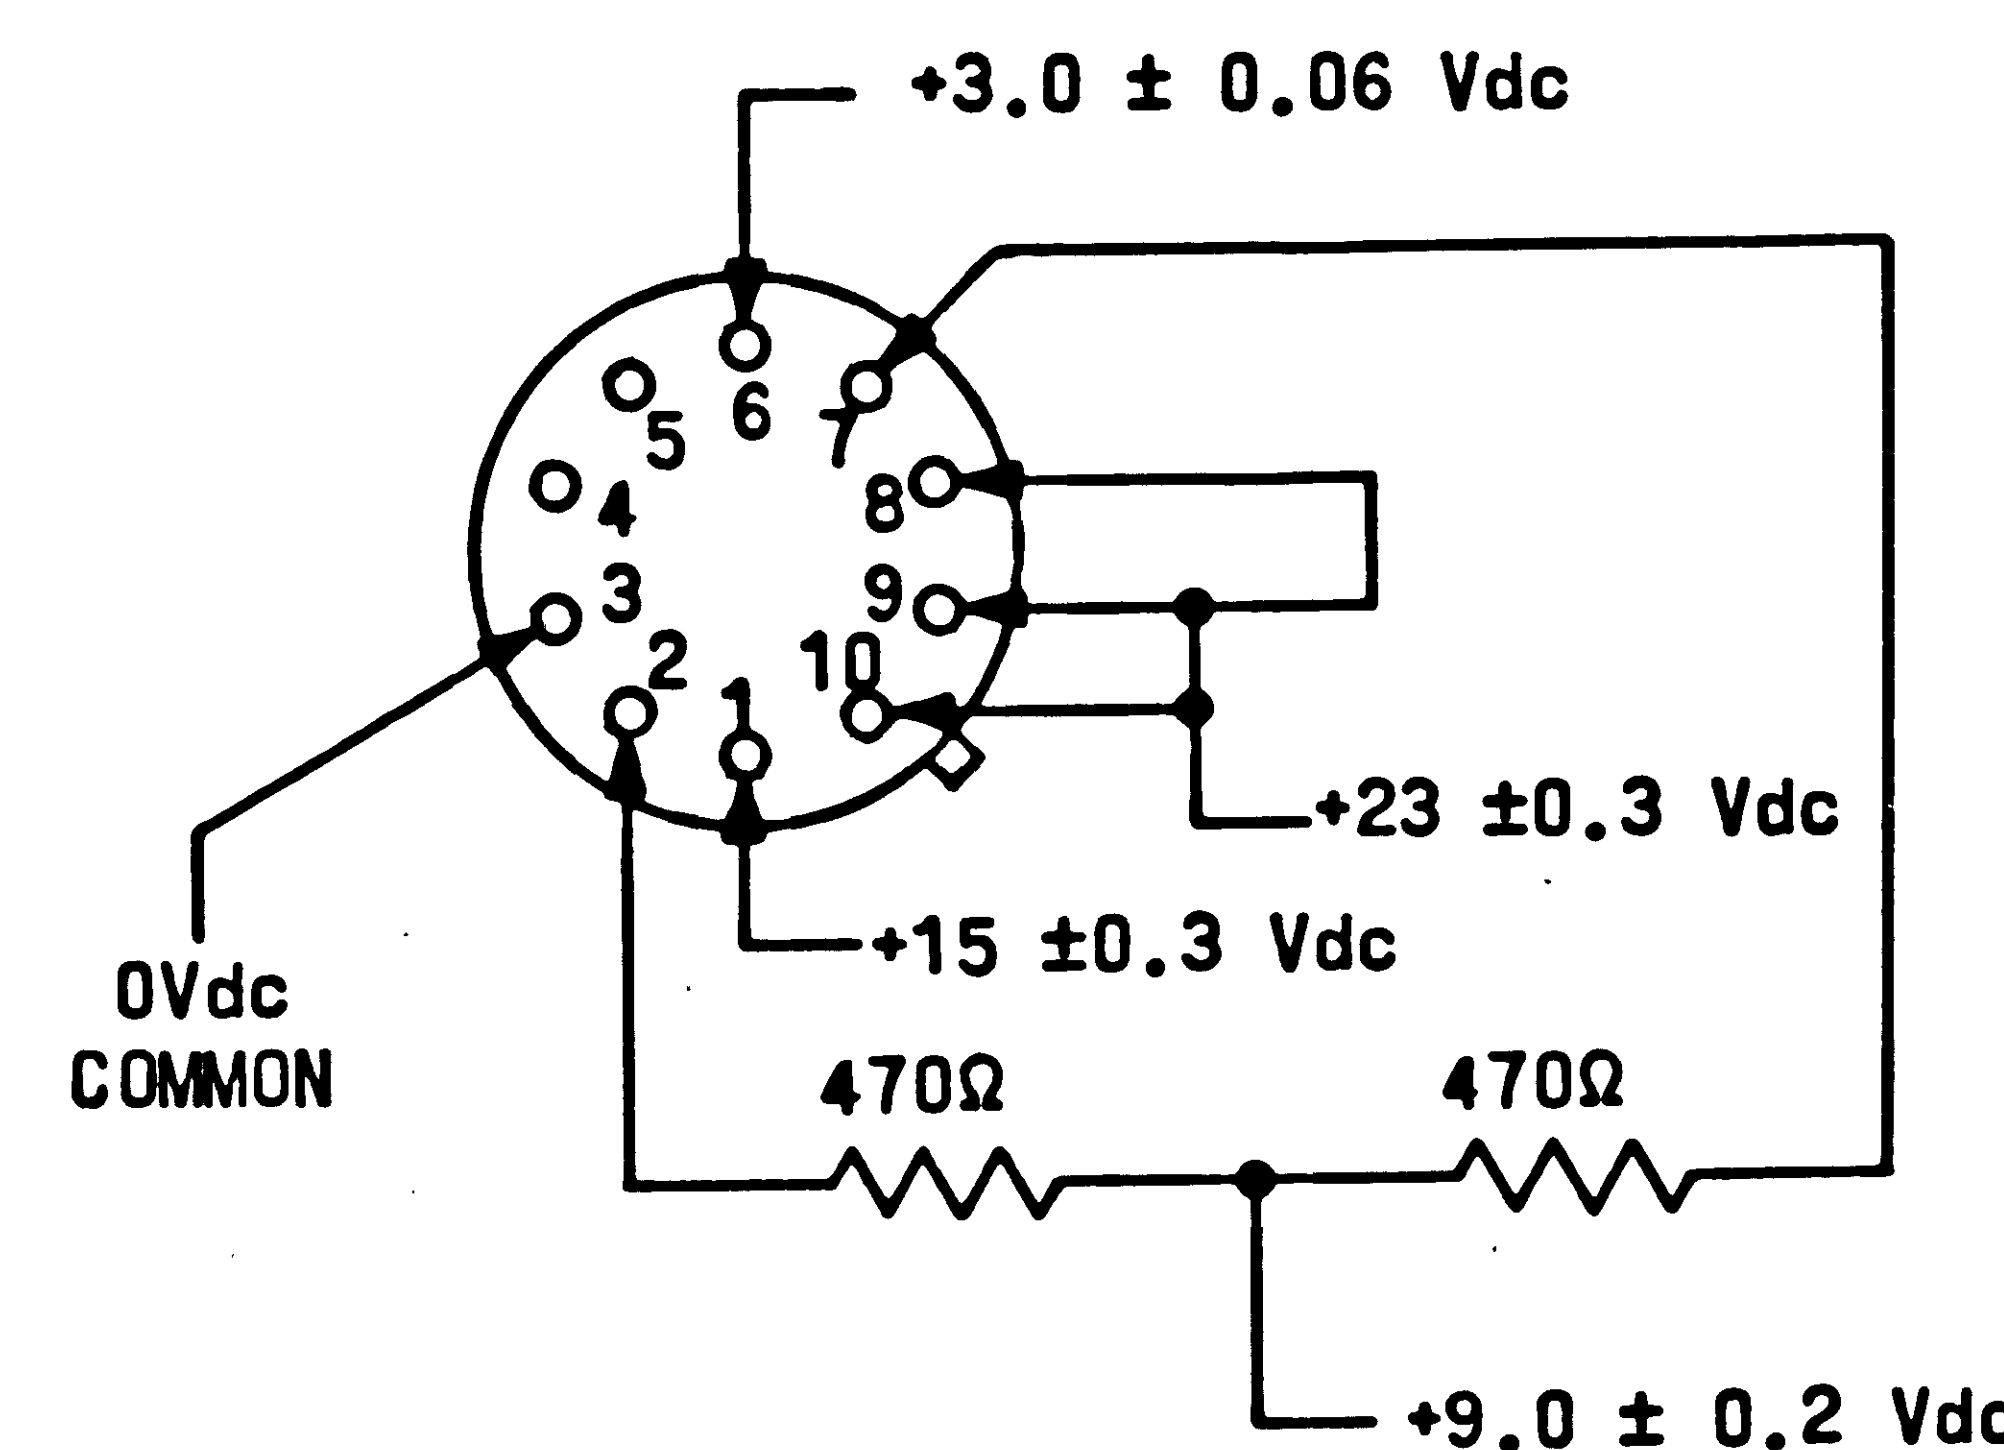 +3.0 ± 0.06 Vdc
6
5
7
4
8
3
9
2
10
1
+23 ±0.3 Vdc
+15 ±0.3 Vdc
0Vdc
COMMON
470Ω
470Ω
+9.0 ± 0.2 Vdc